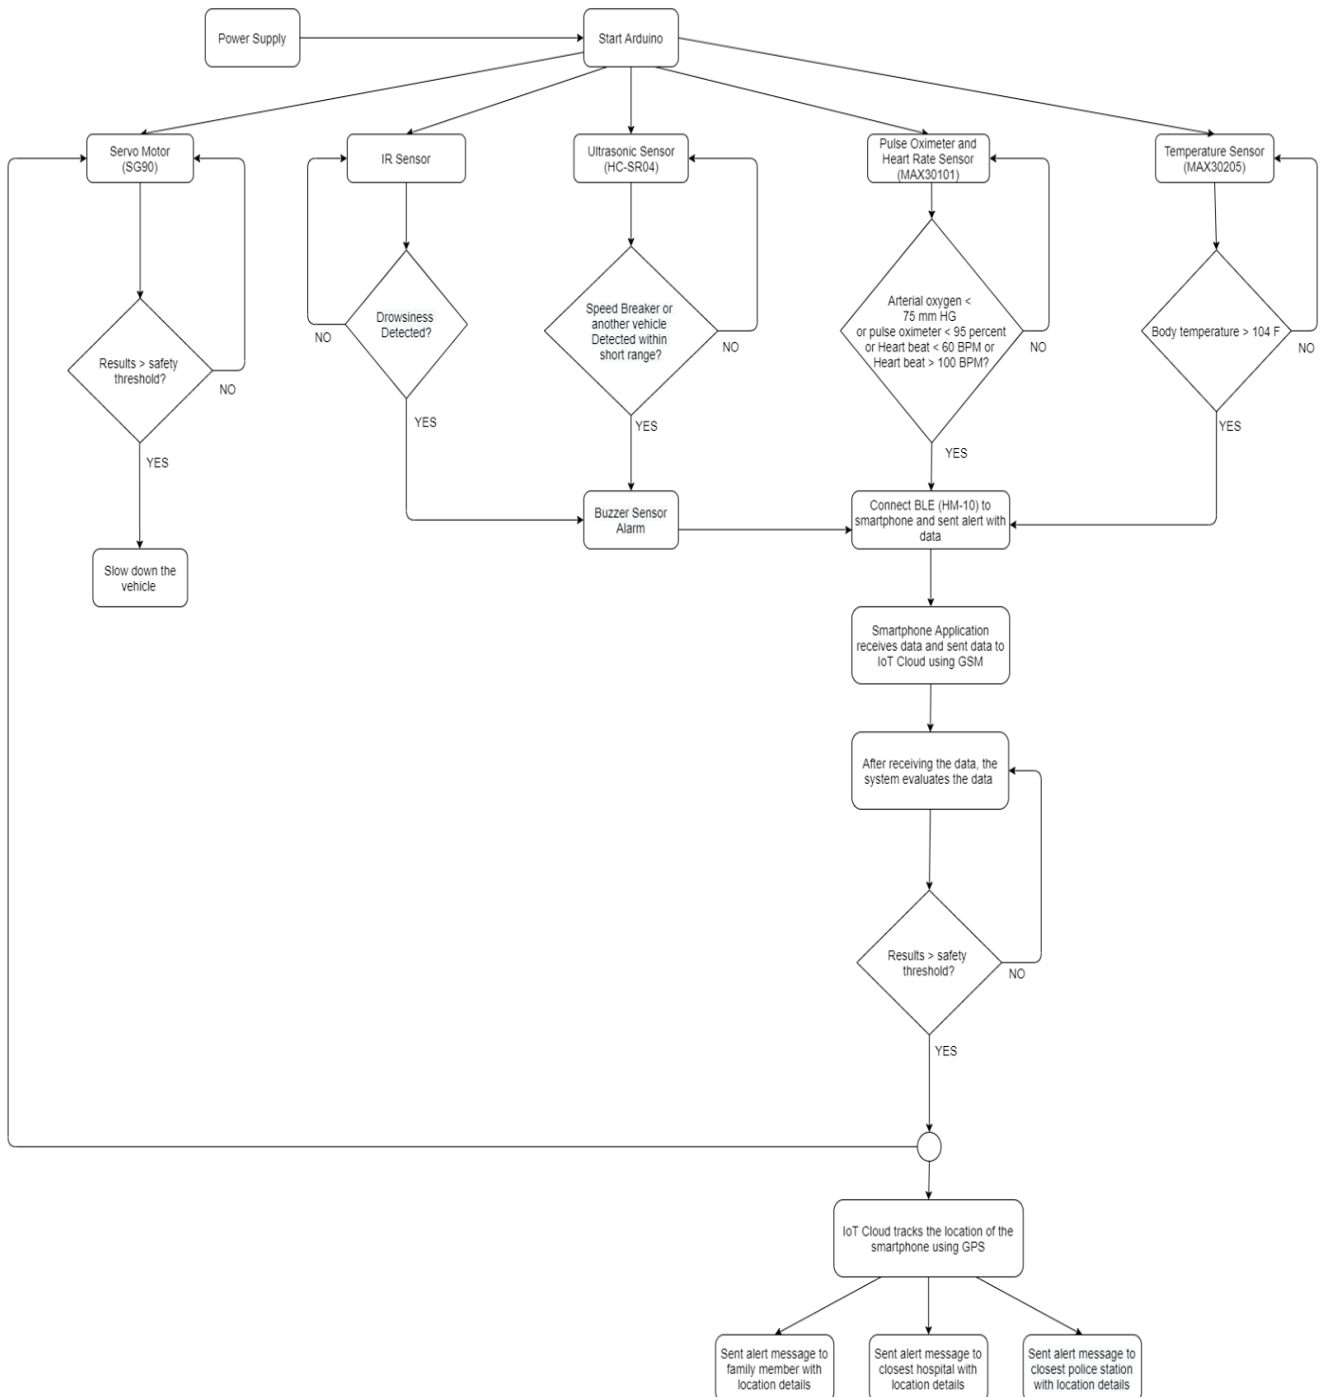 Power Supply
Start Arduino
Servo Motor
(SG90)
IR Sensor
Ultrasonic Sensor
(HC-SR04)
Pulse Oximeter and
Heart Rate Sensor
(MAX30101)
Temperature Sensor
(MAX30205)
Results > safety
threshold?
NO
YES
Slow down the
vehicle
Drowsiness
Detected?
NO
YES
Speed Breaker or
another vehicle
Detected within
short range?
NO
YES
Arterial oxygen <
75 mm HG
or pulse oximeter < 95 percent
or Heart beat < 60 BPM or
Heart beat > 100 BPM?
NO
YES
Body temperature > 104 F
NO
YES
Buzzer Sensor
Alarm
Connect BLE (HM-10) to
smartphone and sent alert with
data
Smartphone Application
receives data and sent data to
IoT Cloud using GSM
After receiving the data, the
system evaluates the data
Results > safety
threshold?
NO
YES
IoT Cloud tracks the location of the
smartphone using GPS
Sent alert message to
family member with
location details
Sent alert message to
closest hospital with
location details
Sent alert message to
closest police station
with location details